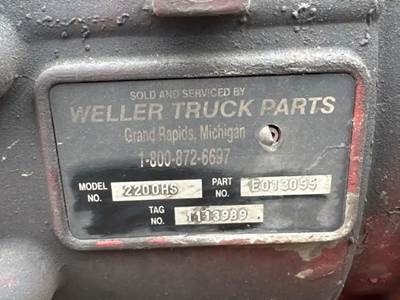 SOLD AND SERVICED BY
WELLER TRUCK PARTS
Grand Rapids, Michigan
1-800-872-6697
MODEL NO. 2200HS PART NO. E013055
TAG NO. 1113989